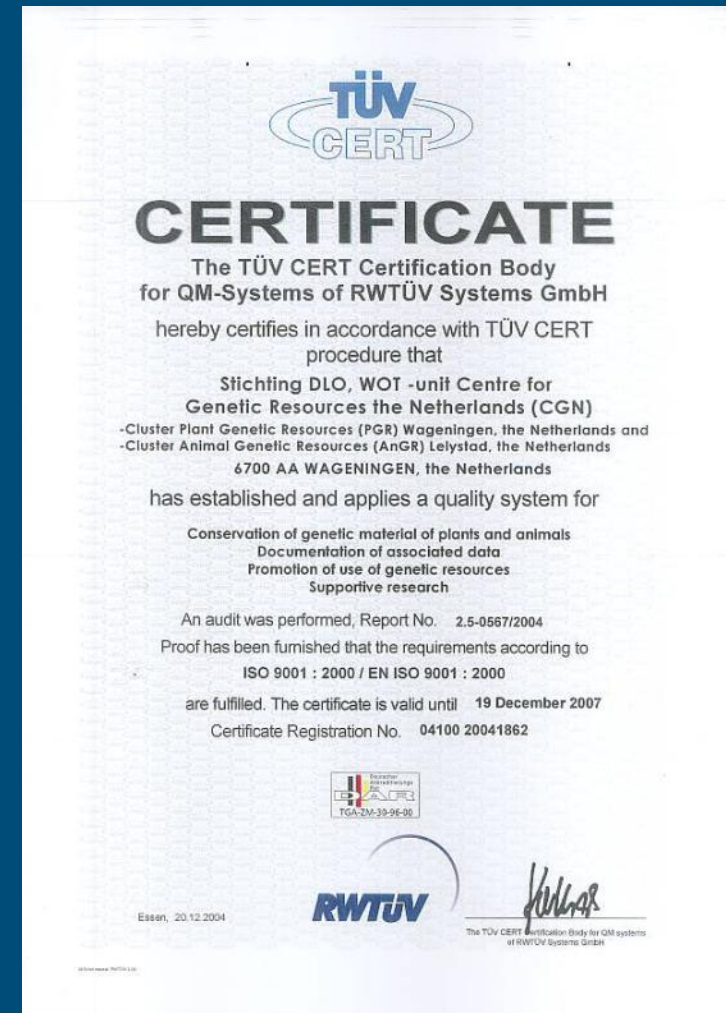 TÜV
CERT
CERTIFICATE
The TÜV CERT Certification Body
for QM-Systems of RWTÜV Systems GmbH
hereby certifies in accordance with TÜV CERT
procedure that
Stichting DLO, WOT -unit Centre for
Genetic Resources the Netherlands (CGN)
-Cluster Plant Genetic Resources (PGR) Wageningen, the Netherlands and
-Cluster Animal Genetic Resources (AnGR) Lelystad, the Netherlands
6700 AA WAGENINGEN, the Netherlands
has established and applies a quality system for
Conservation of genetic material of plants and animals
Documentation of associated data
Promotion of use of genetic resources
Supportive research
An audit was performed, Report No. 2.5-0567/2004
Proof has been furnished that the requirements according to
ISO 9001 : 2000 / EN ISO 9001 : 2000
are fulfilled. The certificate is valid until 19 December 2007
Certificate Registration No. 04100 20041862
Deutscher
Akkreditierungs
Rat
DAR
TGA-ZM-30-96-00
RWTÜV
Essen, 20.12.2004
The TÜV CERT Certification Body for QM systems
of RWTÜV Systems GmbH